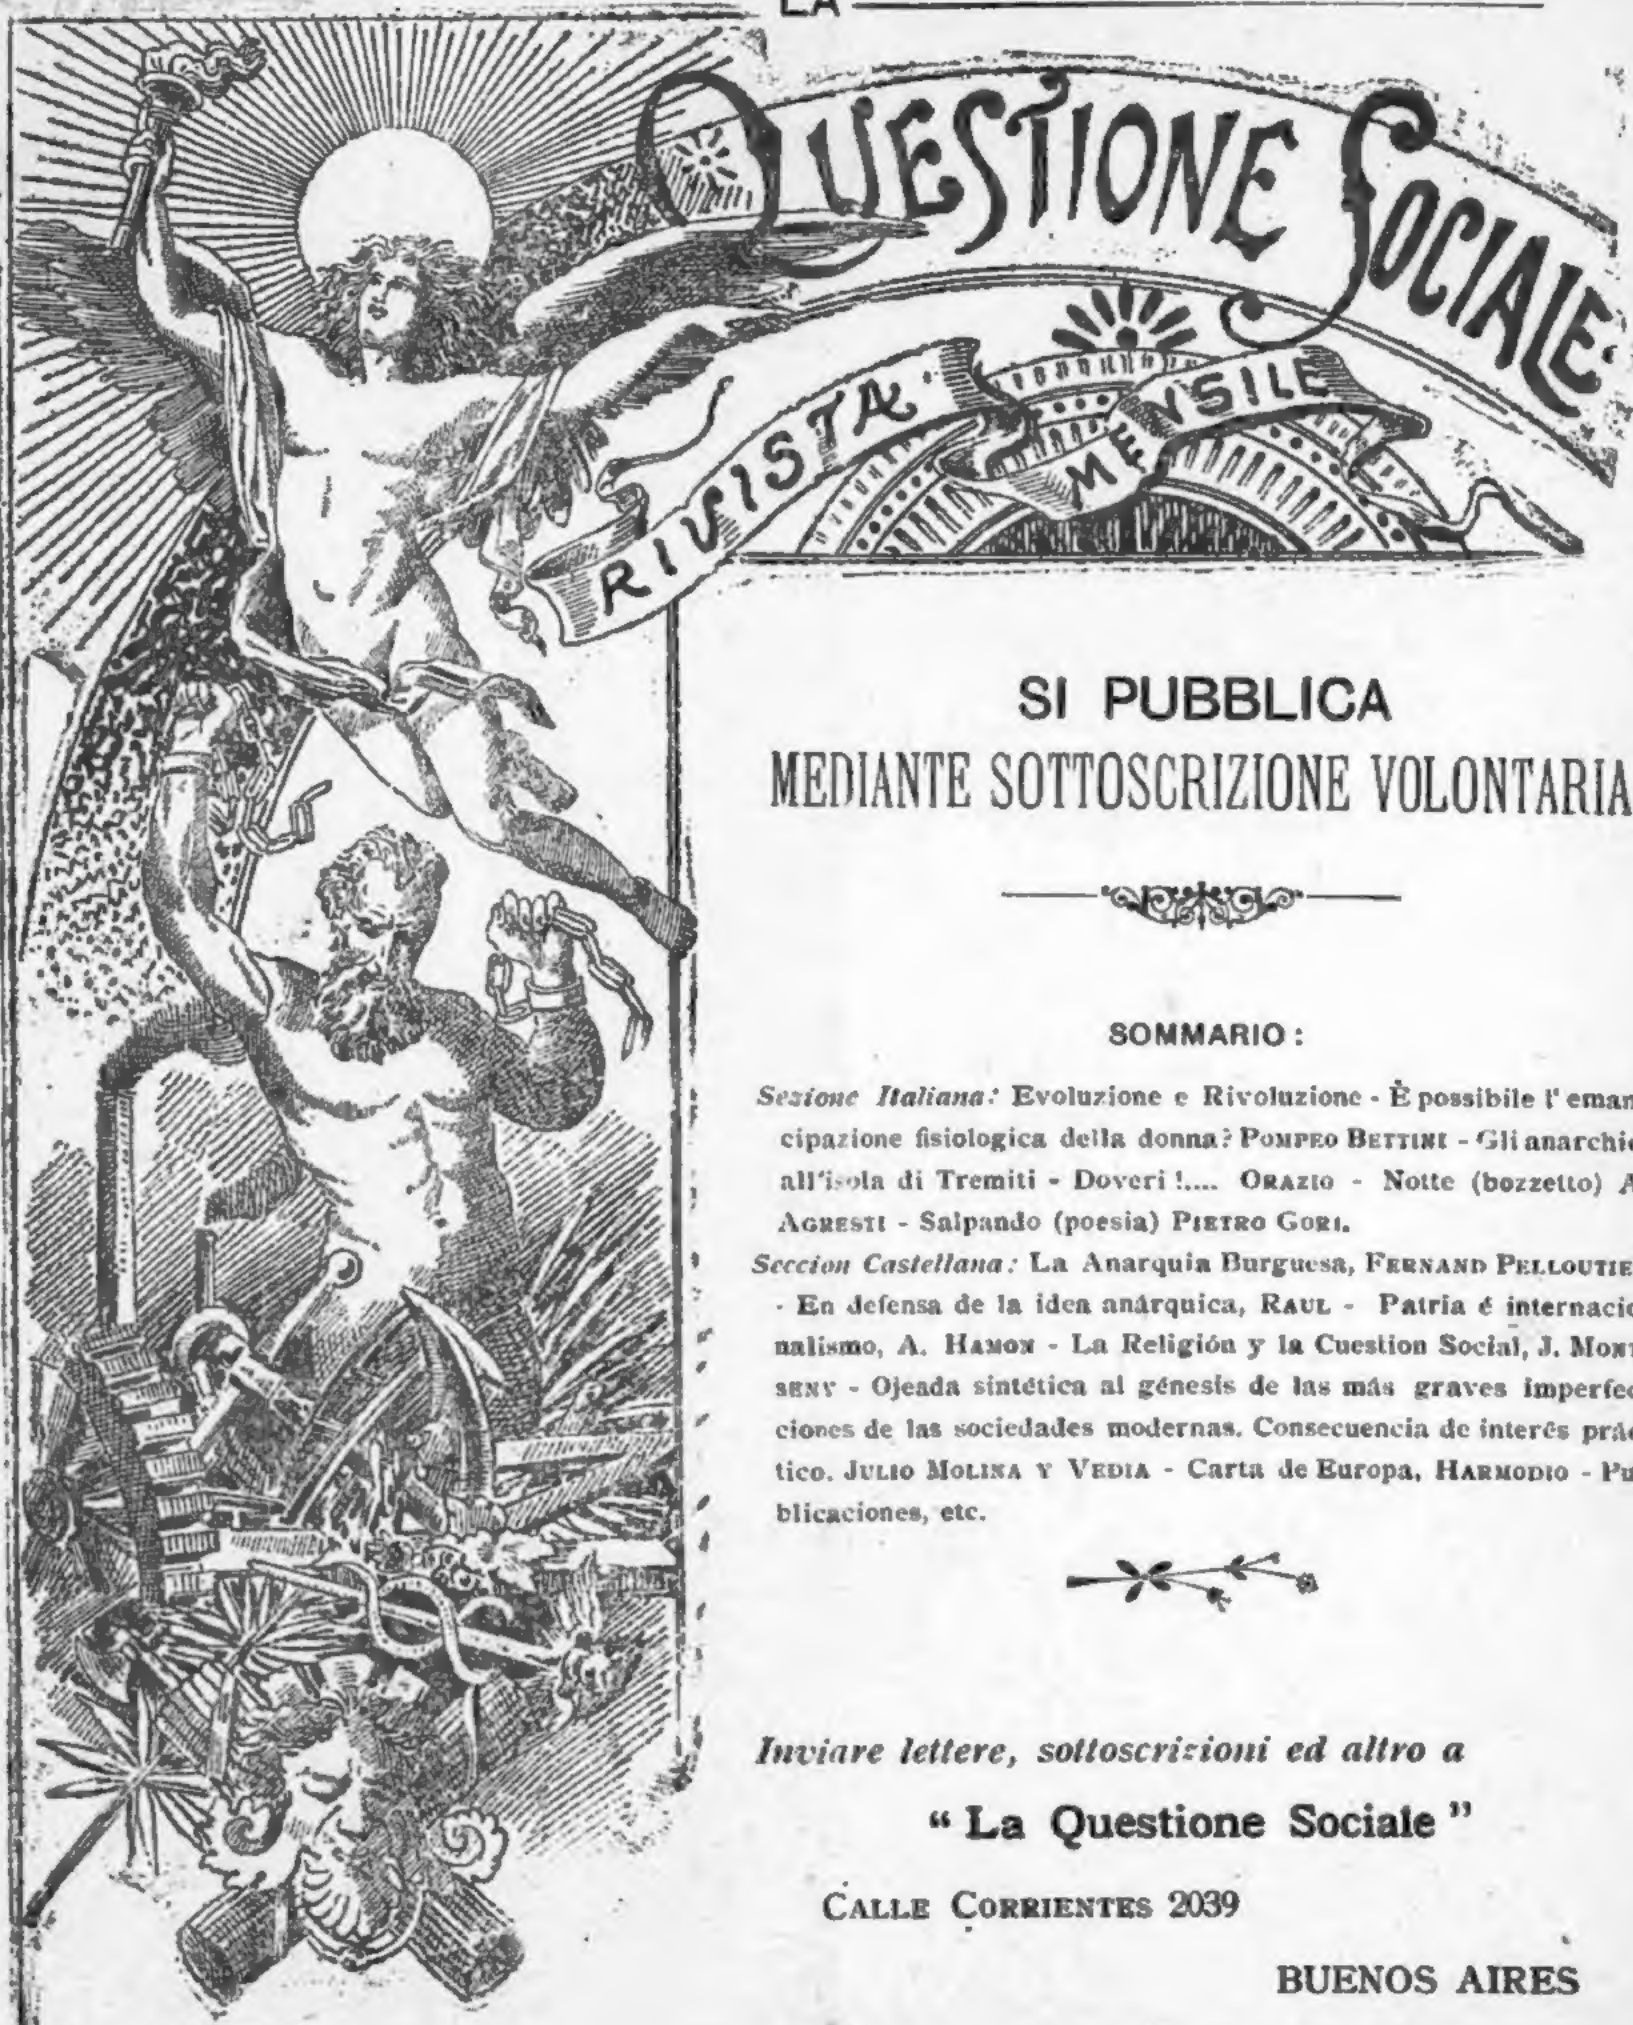 LA
QUESTIONE SOCIALE
RIVISTA MENSILE
SI PUBBLICA
MEDIANTE SOTTOSCRIZIONE VOLONTARIA
SOMMARIO:
Sezione Italiana: Evoluzione e Rivoluzione - È possibile l'eman
cipazione fisiologica della donna? POMPEO BETTINI - Gli anarchic
all'isola di Tremiti - Doveri!.... ORAZIO - Notte (bozzetto) A
AGRESTI - Salpando (poesia) PIETRO GORI.
Seccion Castellana: La Anarquia Burguesa, FERNAND PELLOUTIE
- En defensa de la idea anárquica, RAUL - Patria é internacio
nalismo, A. HAMON - La Religión y la Cuestion Social, J. MONT
SENY - Ojeada sintética al génesis de las más graves imperfec
ciones de las sociedades modernas. Consecuencia de interés prác
tico. JULIO MOLINA Y VEDIA - Carta de Europa, HARMODIO - Pu
blicaciones, etc.
Inviare lettere, sottoscrizioni ed altro a
“La Questione Sociale”
CALLE CORRIENTES 2039
BUENOS AIRES